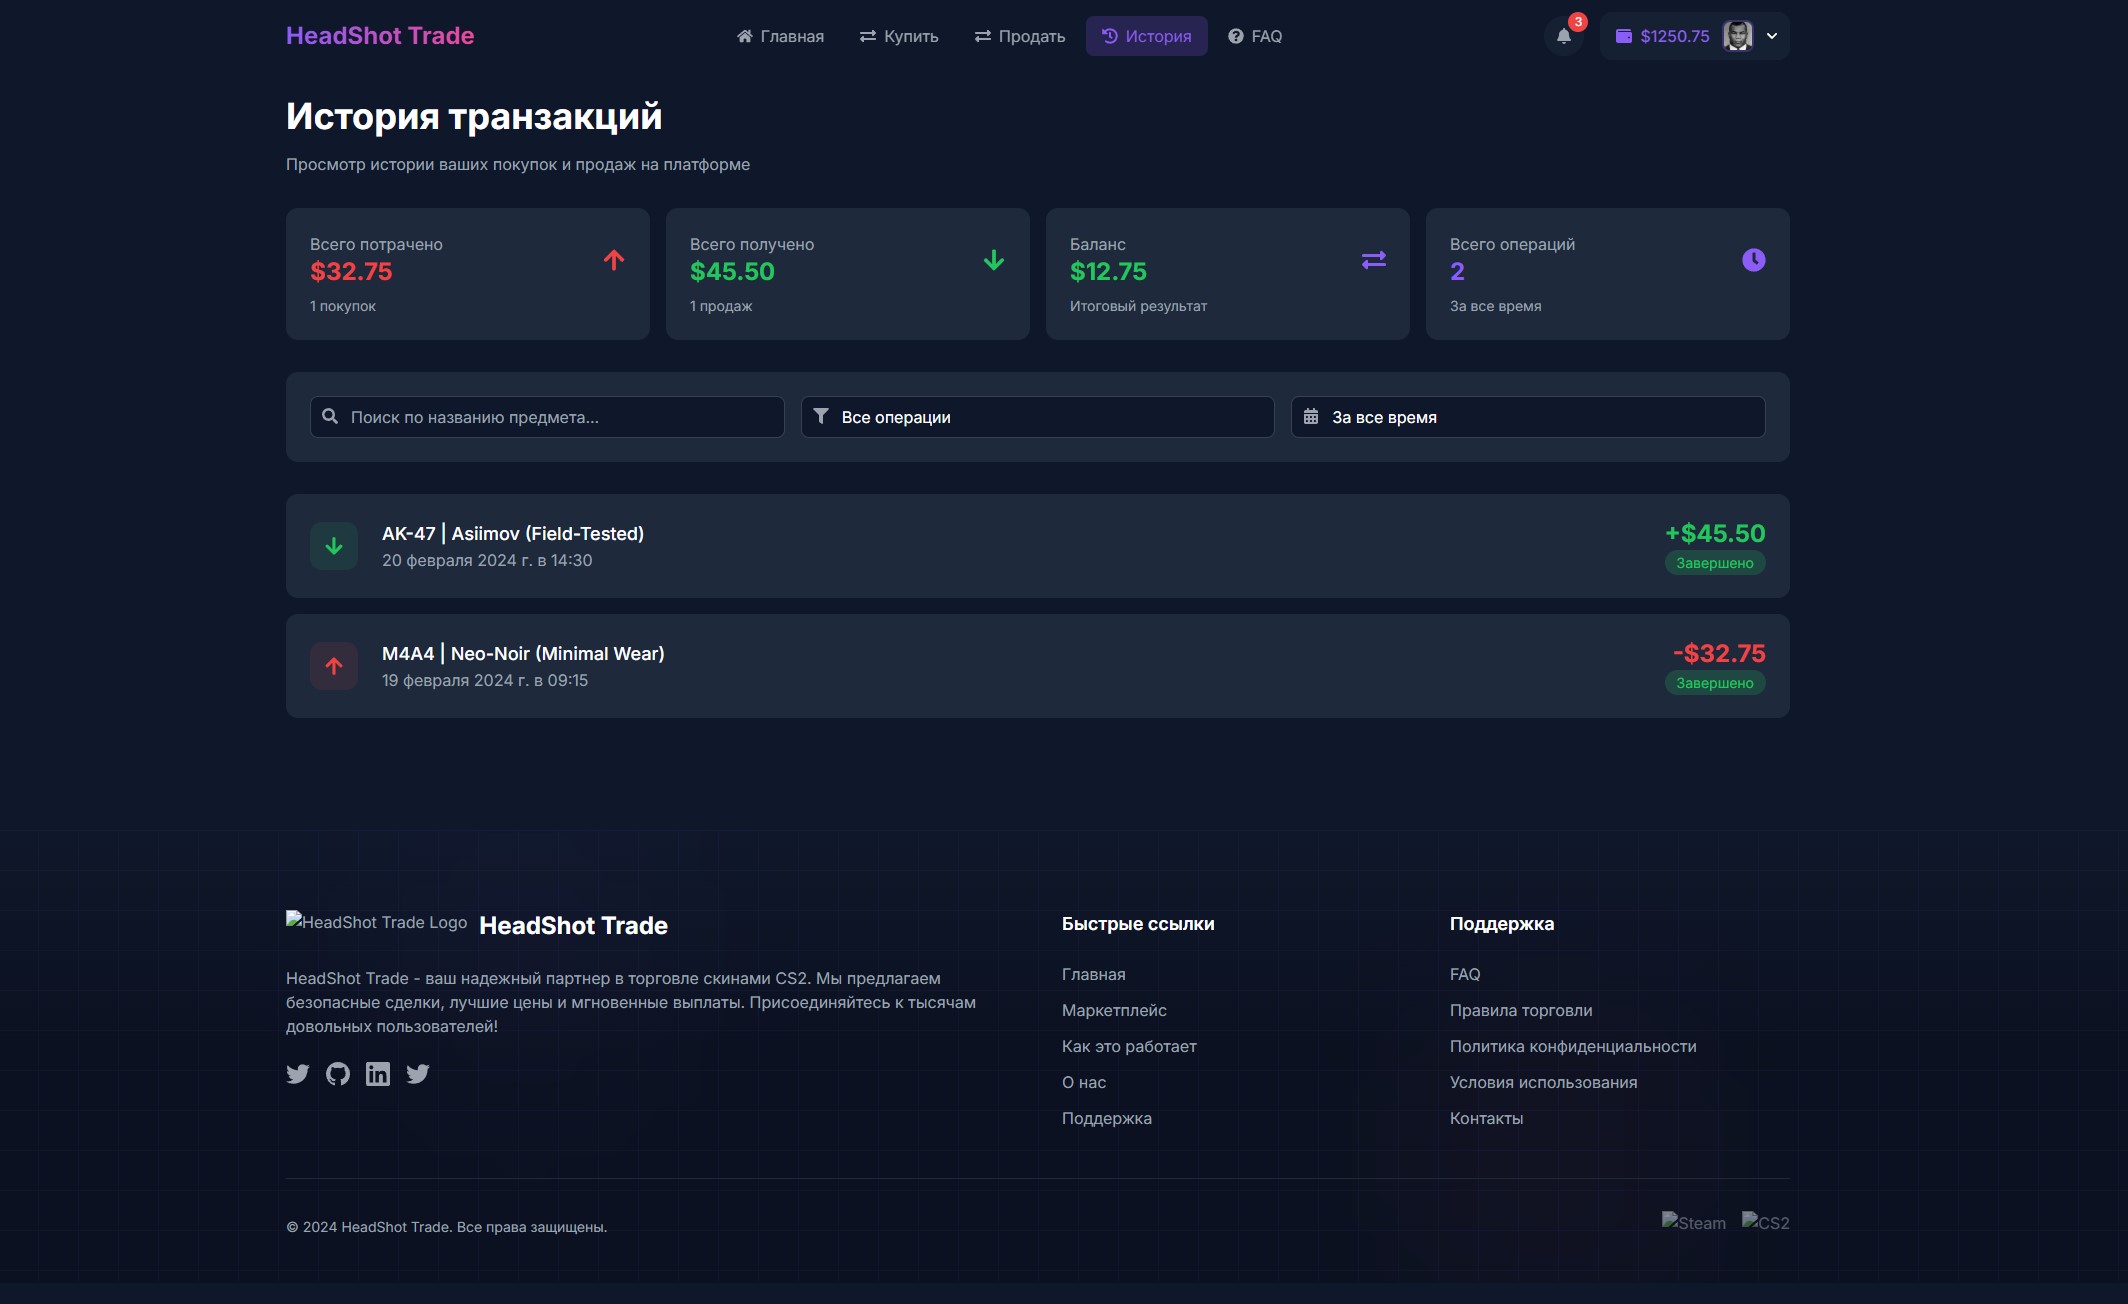 HeadShot Trade
Главная
Купить
Продать
История
FAQ
3
$1250.75
История транзакций
Просмотр истории ваших покупок и продаж на платформе
Всего потрачено
$32.75
1 покупок
Всего получено
$45.50
1 продаж
Баланс
$12.75
Итоговый результат
Всего операций
2
За все время
Поиск по названию предмета...
Все операции
За все время
AK-47 | Asiimov (Field-Tested)
20 февраля 2024 г. в 14:30
+$45.50
Завершено
M4A4 | Neo-Noir (Minimal Wear)
19 февраля 2024 г. в 09:15
-$32.75
Завершено
HeadShot Trade Logo
HeadShot Trade
HeadShot Trade - ваш надежный партнер в торговле скинами CS2. Мы предлагаем
безопасные сделки, лучшие цены и мгновенные выплаты. Присоединяйтесь к тысячам
довольных пользователей!
Быстрые ссылки
Главная
Маркетплейс
Как это работает
О нас
Поддержка
Поддержка
FAQ
Правила торговли
Политика конфиденциальности
Условия использования
Контакты
© 2024 HeadShot Trade. Все права защищены.
Steam
CS2